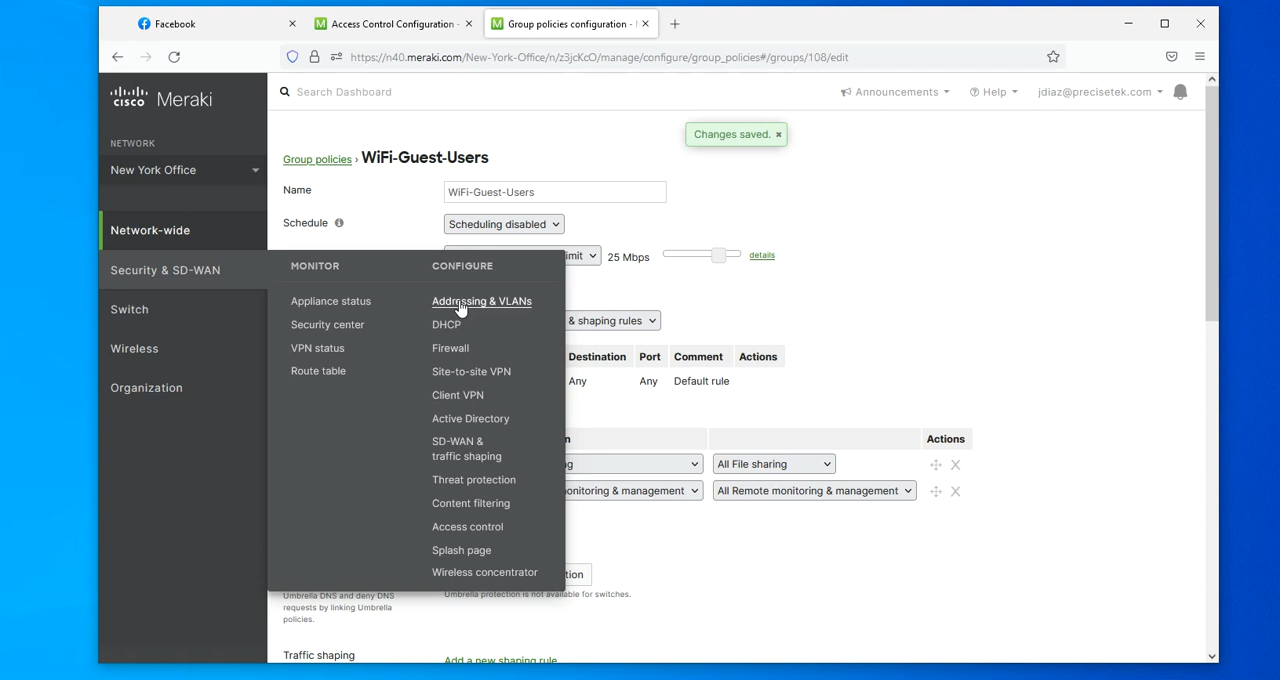 Facebook
Access Control Configuration -
Group policies configuration -
https://n40.meraki.com/New-York-Office/n/z3jcKcO/manage/configure/group_policies#/groups/108/edit
cisco Meraki
Search Dashboard
Announcements
Help
jdiaz@precisetek.com
NETWORK
New York Office
Network-wide
Security & SD-WAN
Switch
Wireless
Organization
Changes saved. ×
Group policies › WiFi-Guest-Users
Name
WiFi-Guest-Users
Schedule
Scheduling disabled
imit
25 Mbps
details
MONITOR
Appliance status
Security center
VPN status
Route table
CONFIGURE
Addressing & VLANs
DHCP
Firewall
Site-to-site VPN
Client VPN
Active Directory
SD-WAN &
traffic shaping
Threat protection
Content filtering
Access control
Splash page
Wireless concentrator
& shaping rules
Destination Port Comment Actions
Any Any Default rule
n Actions
ng All File sharing
onitoring & management All Remote monitoring & management
tion
Umbrella protection is not available for switches.
Umbrella DNS and deny DNS
requests by linking Umbrella
policies.
Traffic shaping
Add a new shaping rule